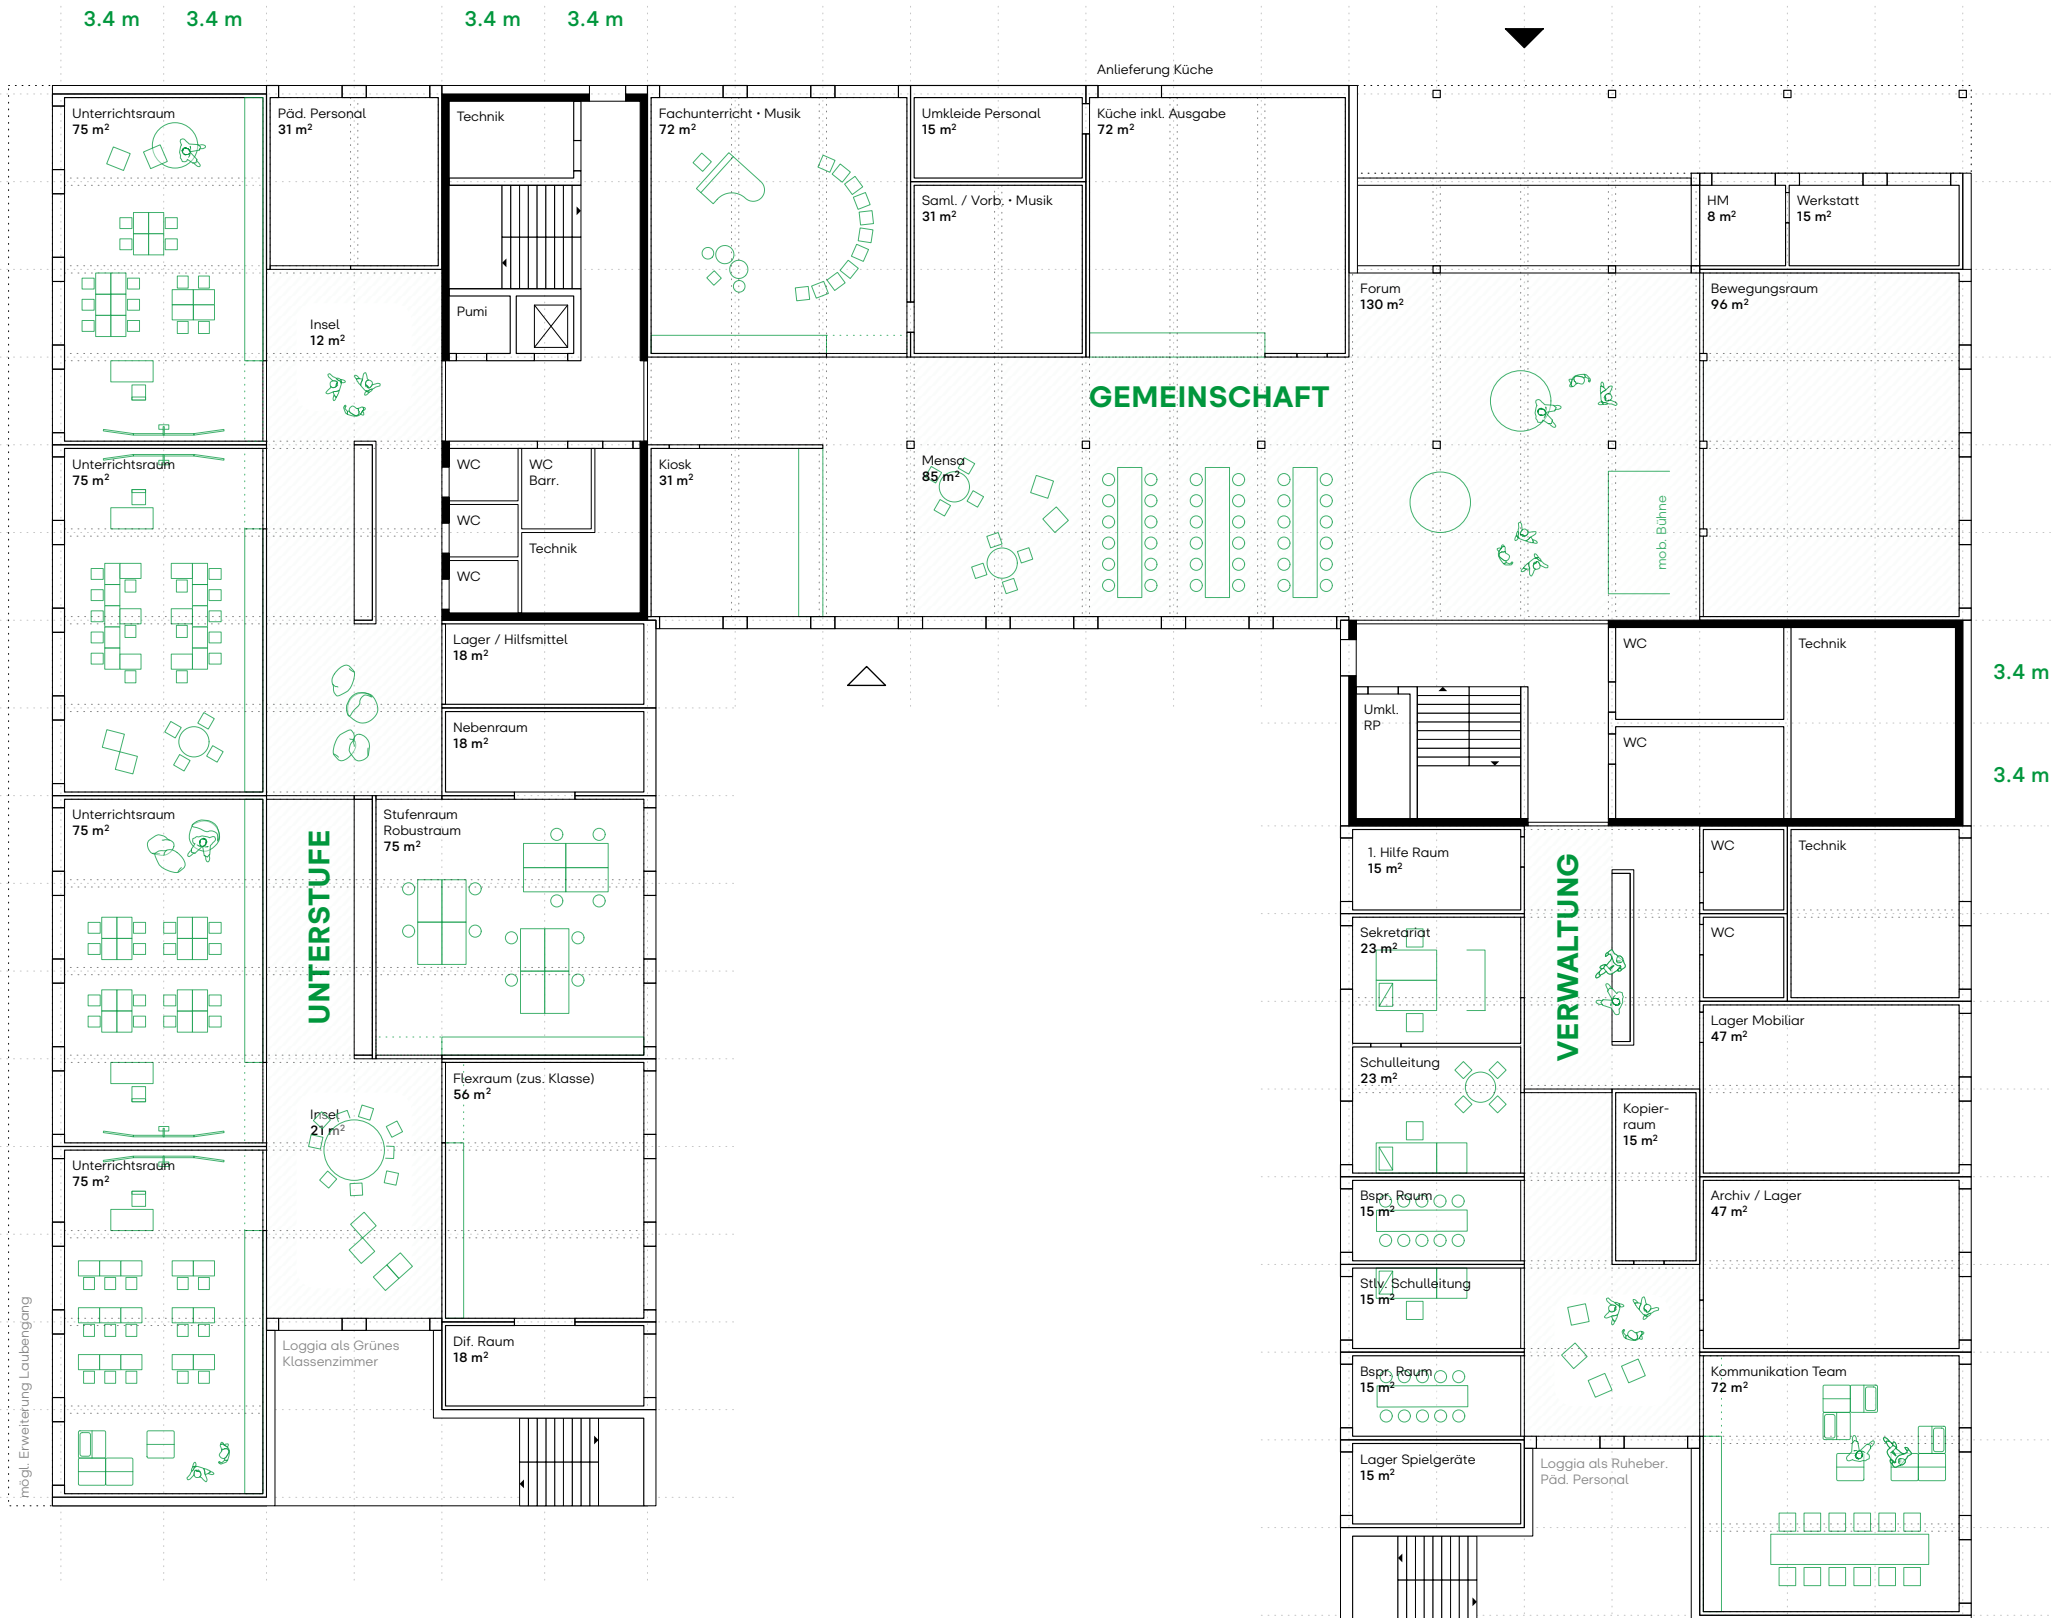 3.4 m
3.4 m
3.4 m
3.4 m
Anlieferung Küche
Unterrichtsraum
75 m²
Päd. Personal
31 m²
Technik
Fachunterricht • Musik
72 m²
Umkleide Personal
15 m²
Küche inkl. Ausgabe
72 m²
Saml. / Vorb. • Musik
31 m²
HM
8 m²
Werkstatt
15 m²
Pumi
Insel
12 m²
Forum
130 m²
Bewegungsraum
96 m²
GEMEINSCHAFT
Unterrichtsraum
75 m²
WC
WC
Barr.
WC
WC
Technik
Kiosk
31 m²
Mensa
85 m²
mob. Bühne
Lager / Hilfsmittel
18 m²
Nebenraum
18 m²
Umkl.
RP
WC
WC
Technik
3.4 m
3.4 m
Unterrichtsraum
75 m²
UNTERSTUFE
Stufenraum
Robustraum
75 m²
1. Hilfe Raum
15 m²
VERWALTUNG
WC
Technik
WC
Sekretariat
23 m²
Lager Mobiliar
47 m²
Schulleitung
23 m²
Flexraum (zus. Klasse)
56 m²
Insel
21 m²
Kopier-
raum
15 m²
Unterrichtsraum
75 m²
Bspr. Raum
15 m²
Archiv / Lager
47 m²
Stlv. Schulleitung
15 m²
mögl. Erweiterung Laubengang
Loggia als Grünes
Klassenzimmer
Dif. Raum
18 m²
Bspr. Raum
15 m²
Kommunikation Team
72 m²
Lager Spielgeräte
15 m²
Loggia als Ruheber.
Päd. Personal